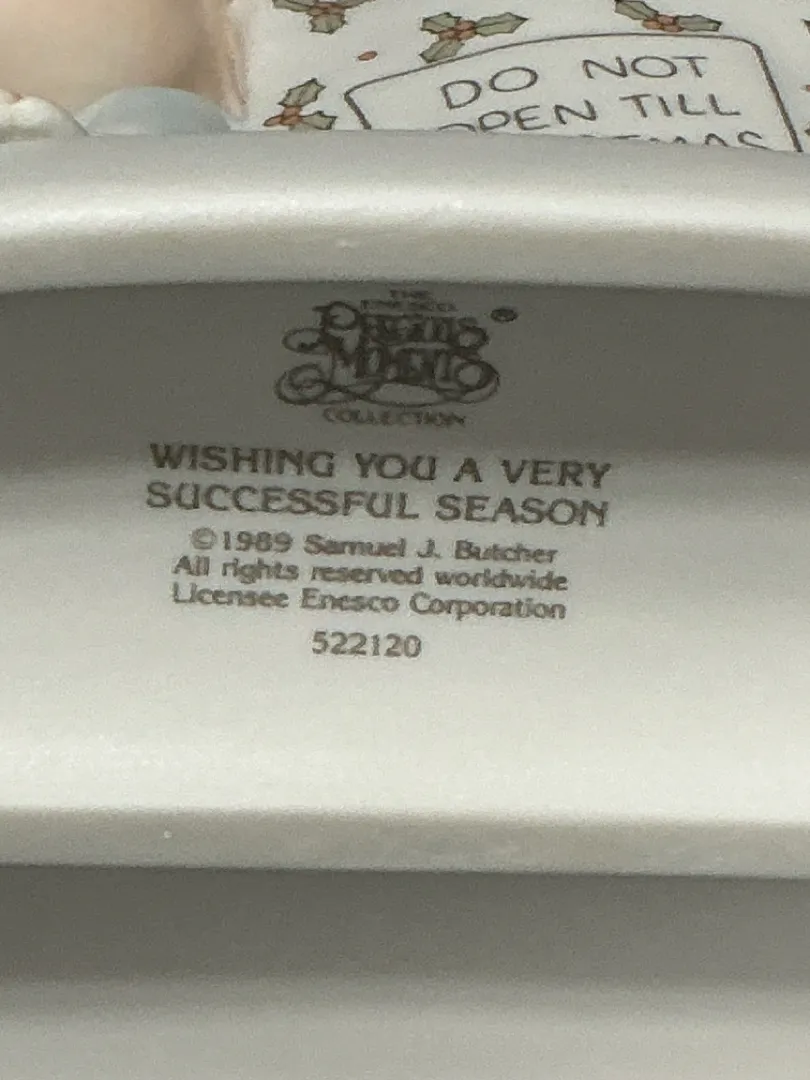 DO NOT
OPEN TILL
THE
ENESCO
PRECIOUS ®
MOMENTS
COLLECTION
WISHING YOU A VERY
SUCCESSFUL SEASON
©1989 Samuel J. Butcher
All rights reserved worldwide
Licensee Enesco Corporation
522120